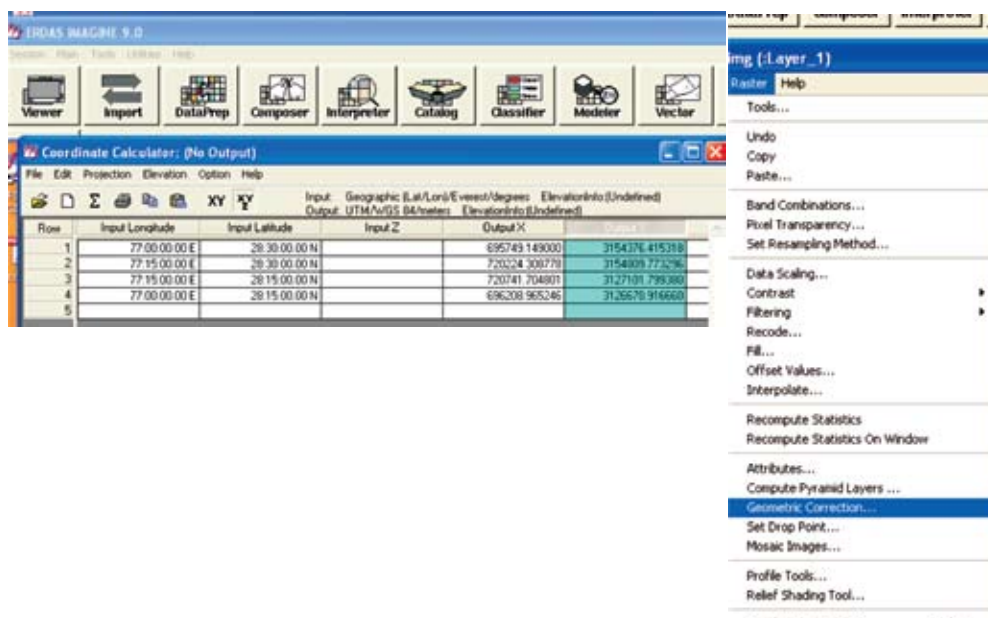 ERDAS IMAGINE 9.0
Session Main Tools Utilities Help
Viewer Import DataPrep Composer Interpreter Catalog Classifier Modeler Vector
Coordinate Calculator: (No Output)
File Edit Projection Elevation Option Help
Input: Geographic (Lat/Lon)/Everest/degrees ElevationInfo:(Undefined)
Output: UTM/WGS 84/meters ElevationInfo:(Undefined)
Row Input Longitude Input Latitude Input Z Output X
1 77:00:00.00 E 28:30:00.00 N 695749.149000 3154376.415318
2 77:15:00.00 E 28:30:00.00 N 720224.308778 3154809.773296
3 77:15:00.00 E 28:15:00.00 N 720741.704801 3127101.799380
4 77:00:00.00 E 28:15:00.00 N 696208.965246 3126670.916660
5
img (:Layer_1)
Raster Help
Tools...
Undo
Copy
Paste...
Band Combinations...
Pixel Transparency...
Set Resampling Method...
Data Scaling...
Contrast
Filtering
Recode...
Fill...
Offset Values...
Interpolate...
Recompute Statistics
Recompute Statistics On Window
Attributes...
Compute Pyramid Layers ...
Geometric Correction...
Set Drop Point...
Mosaic Images...
Profile Tools...
Relief Shading Tool...